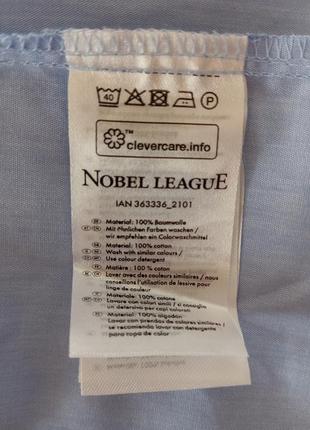 40 P
™
clevercare.info
NOBEL LEAGUE
IAN 363336_2101
Material: 100% Baumwolle
Mit ähnlichen Farben waschen /
wir empfehlen ein Colorwaschmittel
Material: 100% cotton
Wash with similar colours /
Use colour detergent
Matière : 100 % coton
Laver avec des couleurs similaires / nous
conseillons l'utilisation de lessive pour
linge de couleur
Materiale: 100% cotone
Lavare con colori simili / si consiglia
un detersivo per capi colorati
Material: 100% algodón
Lavar con prendas de colores similares /
se recomienda lavar con detergente
para ropa de color